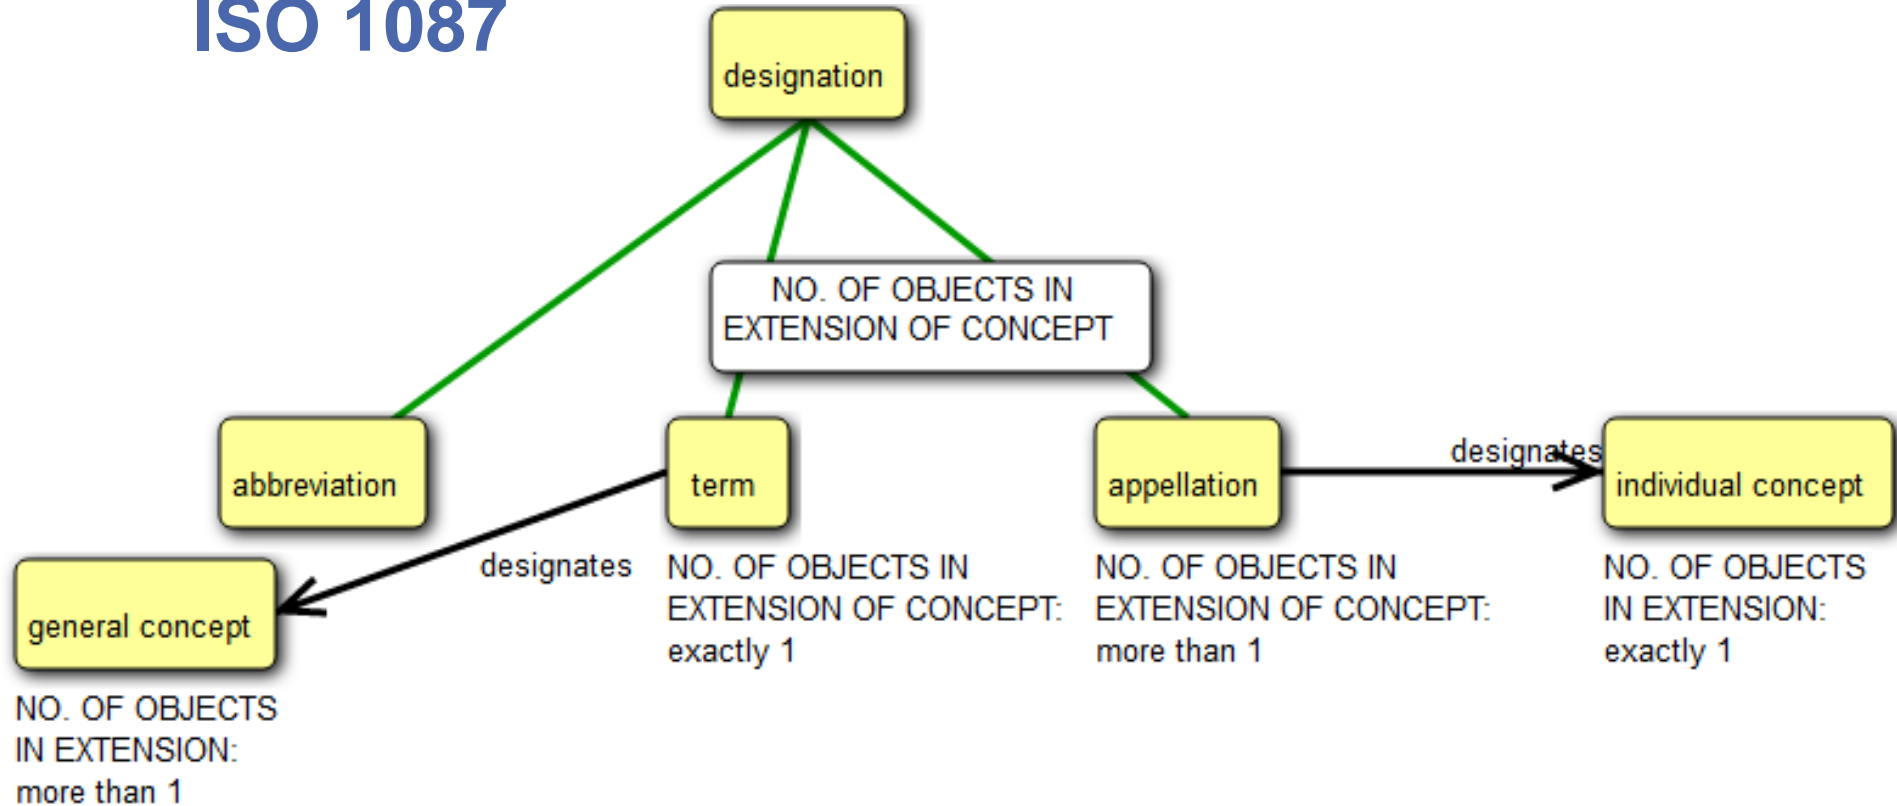 ISO 1087
designation
NO. OF OBJECTS IN
EXTENSION OF CONCEPT
abbreviation
term
appellation
designates
individual concept
designates
general concept
NO. OF OBJECTS IN
EXTENSION OF CONCEPT:
exactly 1
NO. OF OBJECTS IN
EXTENSION OF CONCEPT:
more than 1
NO. OF OBJECTS
IN EXTENSION:
exactly 1
NO. OF OBJECTS
IN EXTENSION:
more than 1